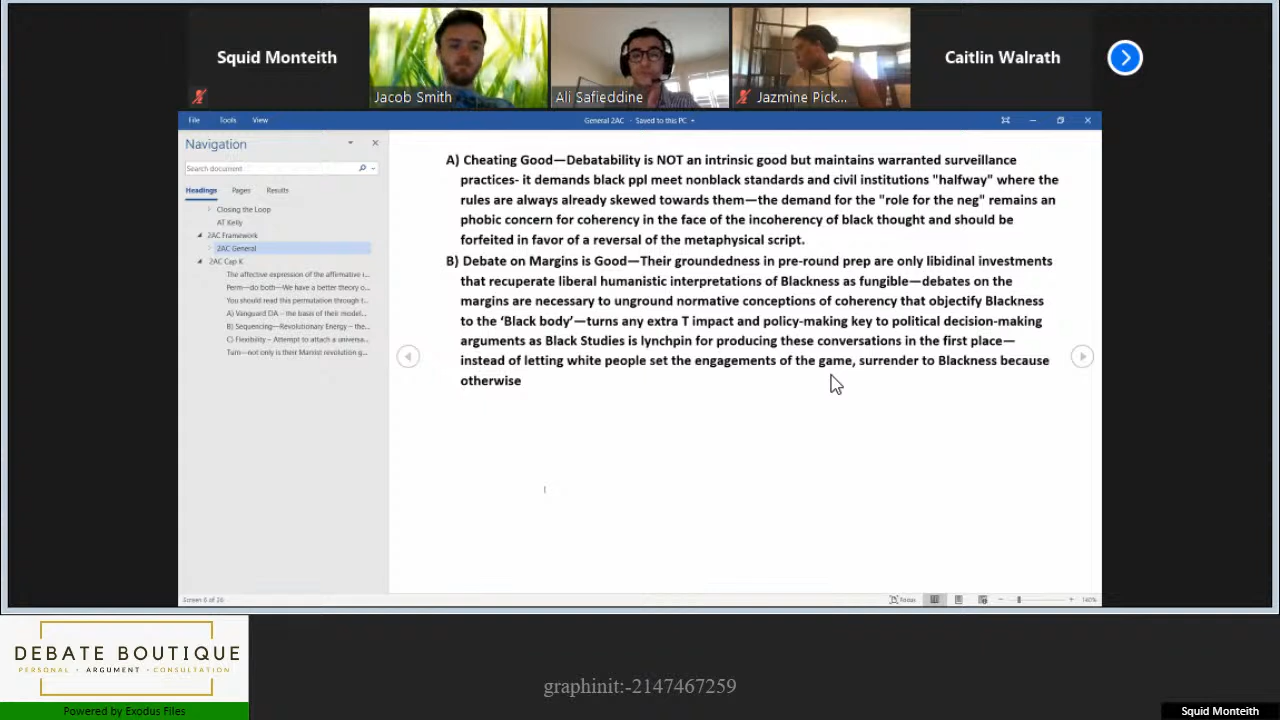 Squid Monteith
Jacob Smith
Ali Safieddine
Jazmine Pick...
Caitlin Walrath
File Tools View
General 2AC - Saved to this PC
Navigation
Search document
Headings Pages Results
Closing the Loop
AT Kelly
2AC Framework
2AC General
2AC Cap K
The affective expression of the affirmative i...
Perm—do both—We have a better theory o...
You should read this permutation through t...
A) Vanguard DA – the basis of their model...
B) Sequencing—Revolutionary Energy – the...
C) Flexibility – Attempt to attach a universa...
Turn—not only is their Marxist revolution g...
A) Cheating Good—Debatability is NOT an intrinsic good but maintains warranted surveillance
practices- it demands black ppl meet nonblack standards and civil institutions "halfway" where the
rules are always already skewed towards them—the demand for the "role for the neg" remains an
phobic concern for coherency in the face of the incoherency of black thought and should be
forfeited in favor of a reversal of the metaphysical script.
B) Debate on Margins is Good—Their groundedness in pre-round prep are only libidinal investments
that recuperate liberal humanistic interpretations of Blackness as fungible—debates on the
margins are necessary to unground normative conceptions of coherency that objectify Blackness
to the ‘Black body’—turns any extra T impact and policy-making key to political decision-making
arguments as Black Studies is lynchpin for producing these conversations in the first place—
instead of letting white people set the engagements of the game, surrender to Blackness because
otherwise
Screen 6 of 26
Focus
140%
DEBATE BOUTIQUE
PERSONAL · ARGUMENT · CONSULTATION
Powered by Exodus Files
graphinit:-2147467259
Squid Monteith